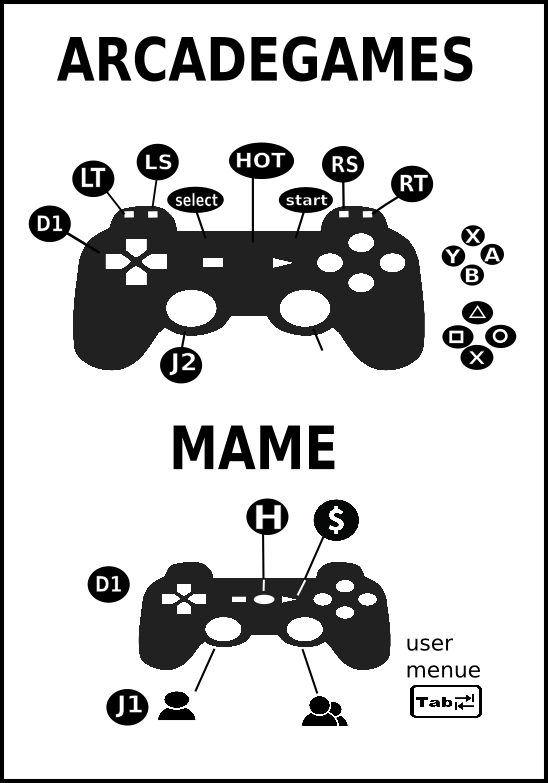 ARCADEGAMES
LS
HOT
RS
LT
RT
select
start
D1
X
Y
A
B
X
J2
MAME
H
$
D1
user
menue
Tab
J1